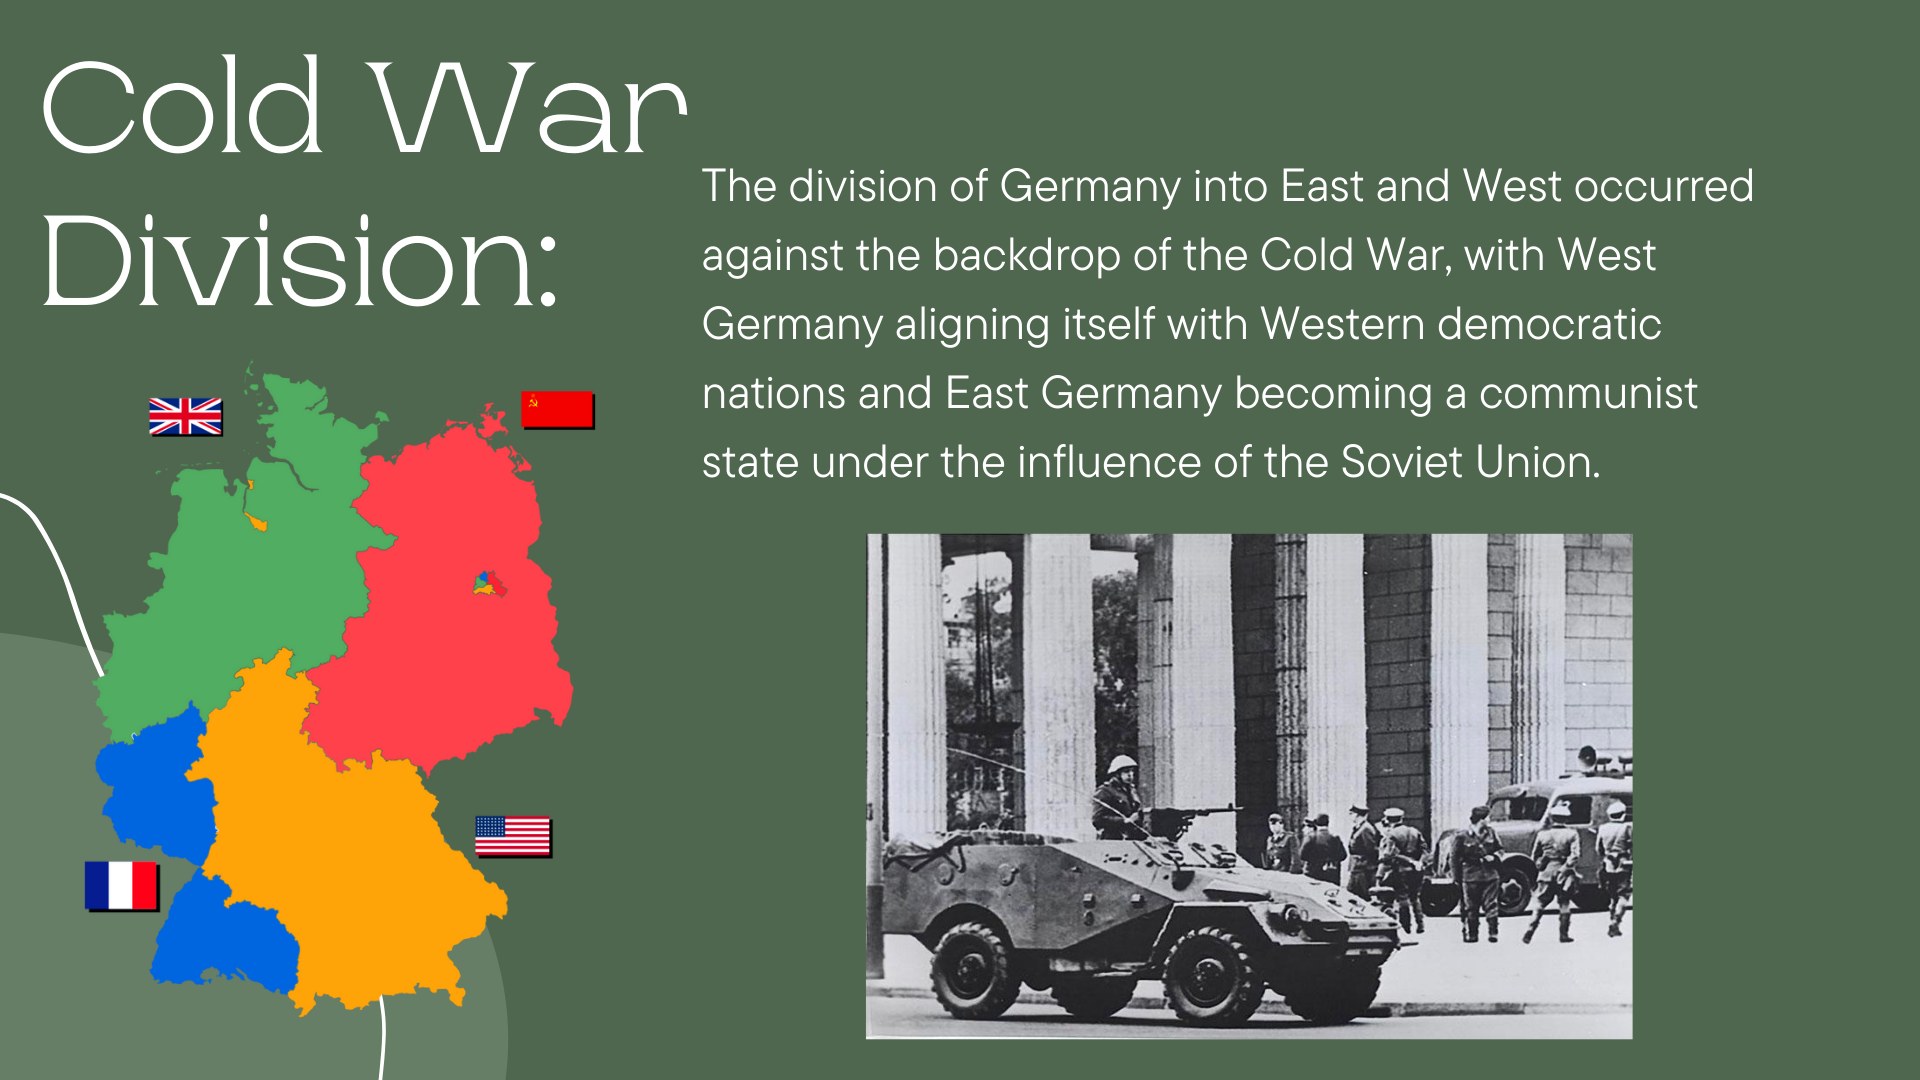 Cold War
Division:
The division of Germany into East and West occurred
against the backdrop of the Cold War, with West
Germany aligning itself with Western democratic
nations and East Germany becoming a communist
state under the influence of the Soviet Union.